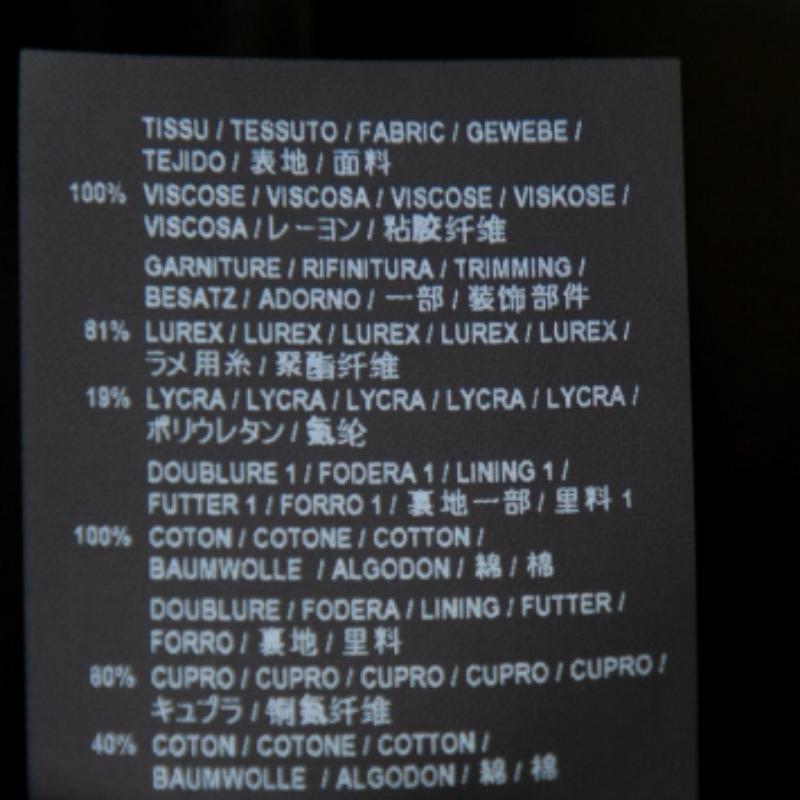 TISSU / TESSUTO / FABRIC / GEWEBE /
TEJIDO / 表地 / 面料
100% VISCOSE / VISCOSA / VISCOSE / VISKOSE /
VISCOSA / レーヨン / 粘胶纤维
GARNITURE / RIFINITURA / TRIMMING /
BESATZ / ADORNO / 一部 / 装饰部件
81% LUREX / LUREX / LUREX / LUREX / LUREX /
ラメ用糸 / 聚酯纤维
19% LYCRA / LYCRA / LYCRA / LYCRA / LYCRA /
ポリウレタン / 氨纶
DOUBLURE 1 / FODERA 1 / LINING 1 /
FUTTER 1 / FORRO 1 / 裏地一部 / 里料 1
100% COTON / COTONE / COTTON /
BAUMWOLLE / ALGODON / 綿 / 棉
DOUBLURE / FODERA / LINING / FUTTER /
FORRO / 裏地 / 里料
60% CUPRO / CUPRO / CUPRO / CUPRO / CUPRO /
キュプラ / 铜氨纤维
40% COTON / COTONE / COTTON /
BAUMWOLLE / ALGODON / 綿 / 棉